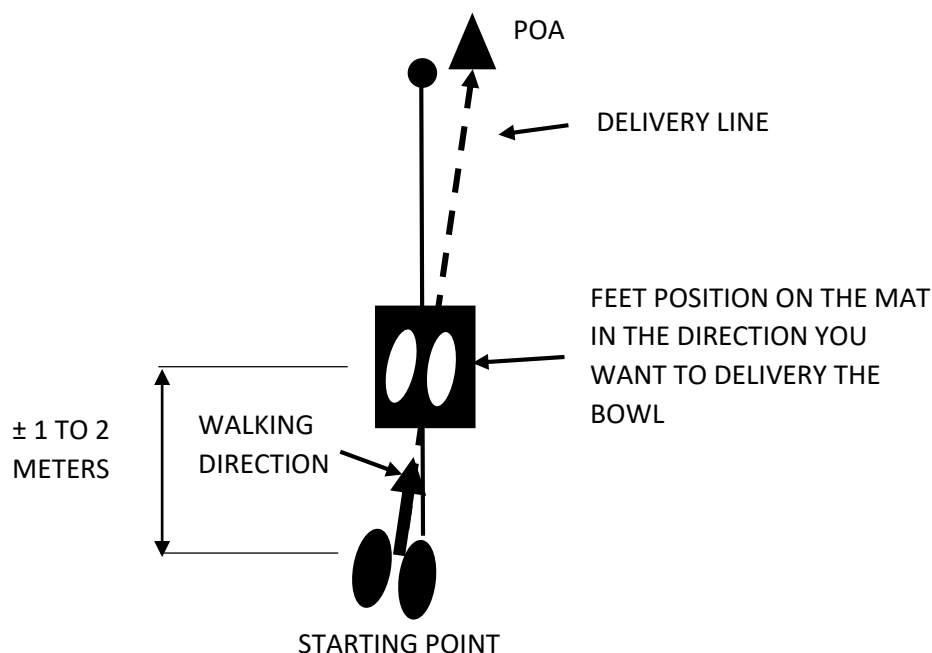 POA
DELIVERY LINE
FEET POSITION ON THE MAT
IN THE DIRECTION YOU
WANT TO DELIVERY THE
BOWL
WALKING
DIRECTION
± 1 TO 2
METERS
STARTING POINT